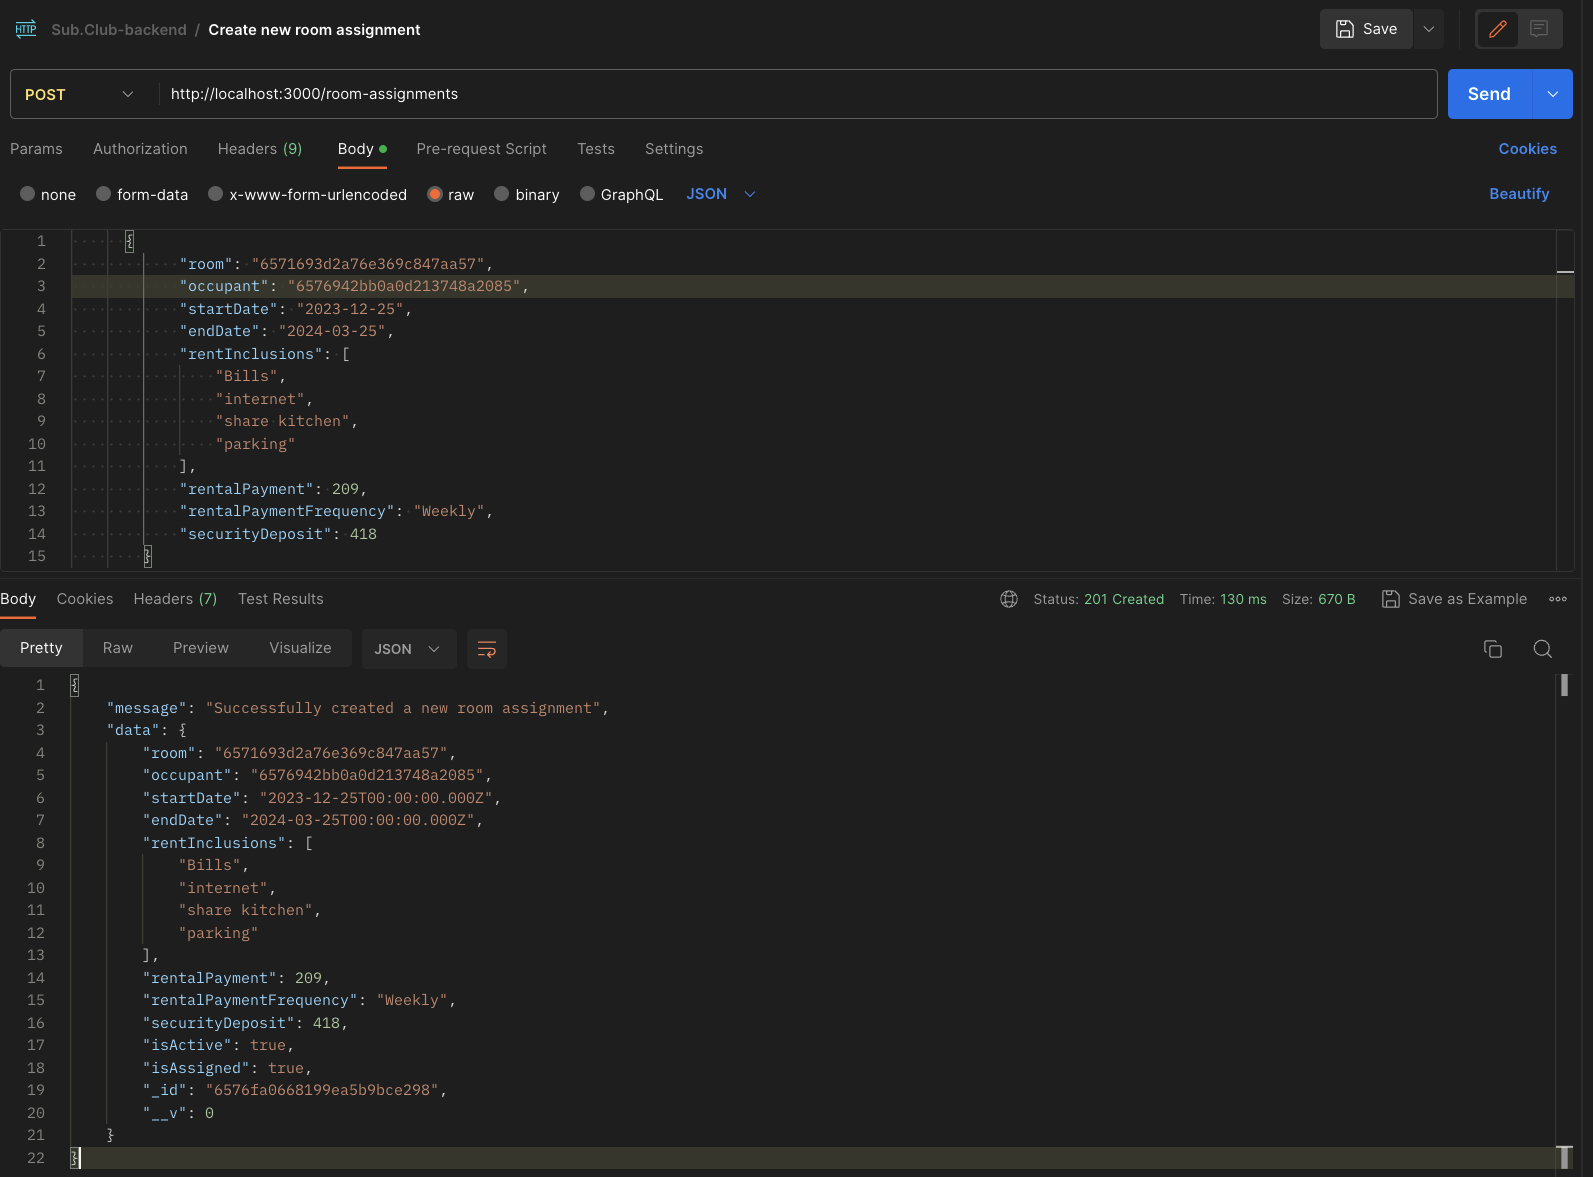 HTTP Sub.Club-backend / Create new room assignment Save
POST http://localhost:3000/room-assignments Send
Params Authorization Headers (9) Body Pre-request Script Tests Settings Cookies
none form-data x-www-form-urlencoded raw binary GraphQL JSON Beautify
1 {
2 "room": "6571693d2a76e369c847aa57",
3 "occupant": "6576942bb0a0d213748a2085",
4 "startDate": "2023-12-25",
5 "endDate": "2024-03-25",
6 "rentInclusions": [
7 "Bills",
8 "internet",
9 "share kitchen",
10 "parking"
11 ],
12 "rentalPayment": 209,
13 "rentalPaymentFrequency": "Weekly",
14 "securityDeposit": 418
15 }
Body Cookies Headers (7) Test Results Status: 201 Created Time: 130 ms Size: 670 B Save as Example
Pretty Raw Preview Visualize JSON
1 {
2 "message": "Successfully created a new room assignment",
3 "data": {
4 "room": "6571693d2a76e369c847aa57",
5 "occupant": "6576942bb0a0d213748a2085",
6 "startDate": "2023-12-25T00:00:00.000Z",
7 "endDate": "2024-03-25T00:00:00.000Z",
8 "rentInclusions": [
9 "Bills",
10 "internet",
11 "share kitchen",
12 "parking"
13 ],
14 "rentalPayment": 209,
15 "rentalPaymentFrequency": "Weekly",
16 "securityDeposit": 418,
17 "isActive": true,
18 "isAssigned": true,
19 "_id": "6576fa0668199ea5b9bce298",
20 "__v": 0
21 }
22 }